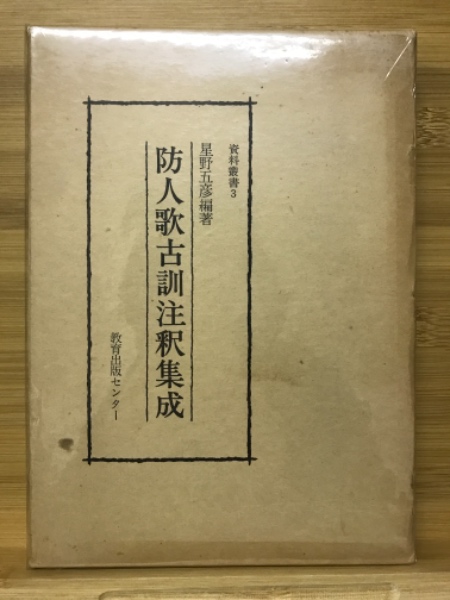 資料叢書3
星野五彦編著
防人歌古訓注釈集成
教育出版センター